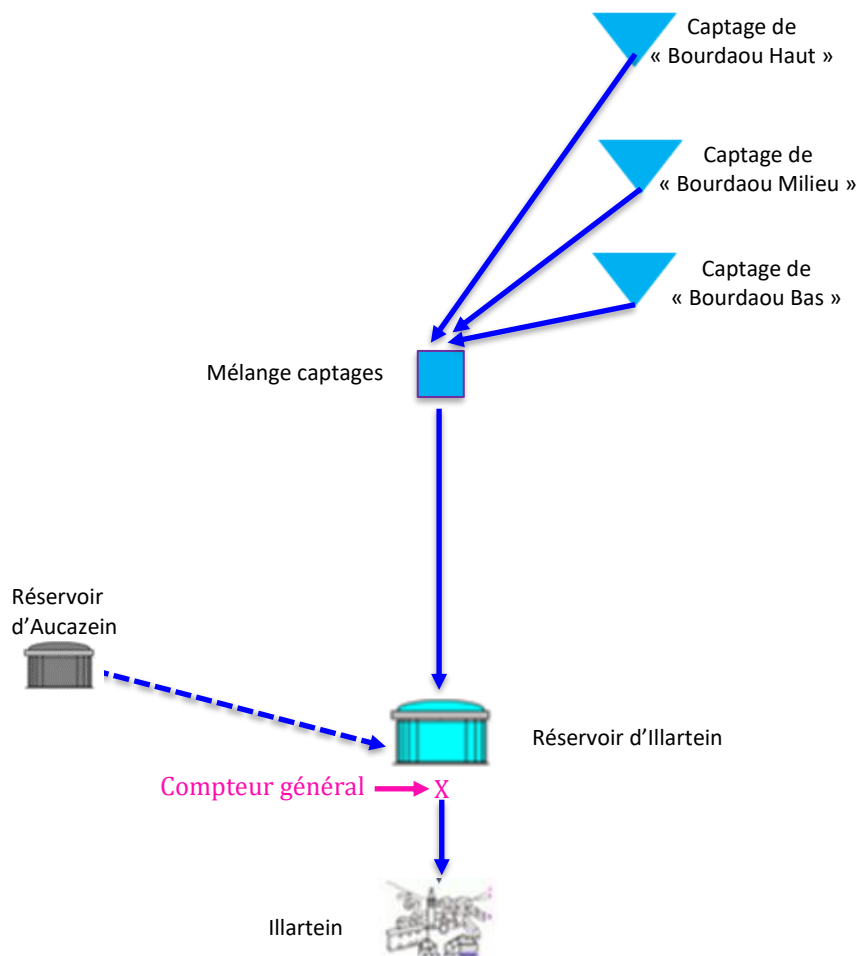 Captage de
« Bourdaou Haut »
Captage de
« Bourdaou Milieu »
Captage de
« Bourdaou Bas »
Mélange captages
Réservoir
d’Aucazein
Réservoir d’Illartein
Compteur général
X
Illartein